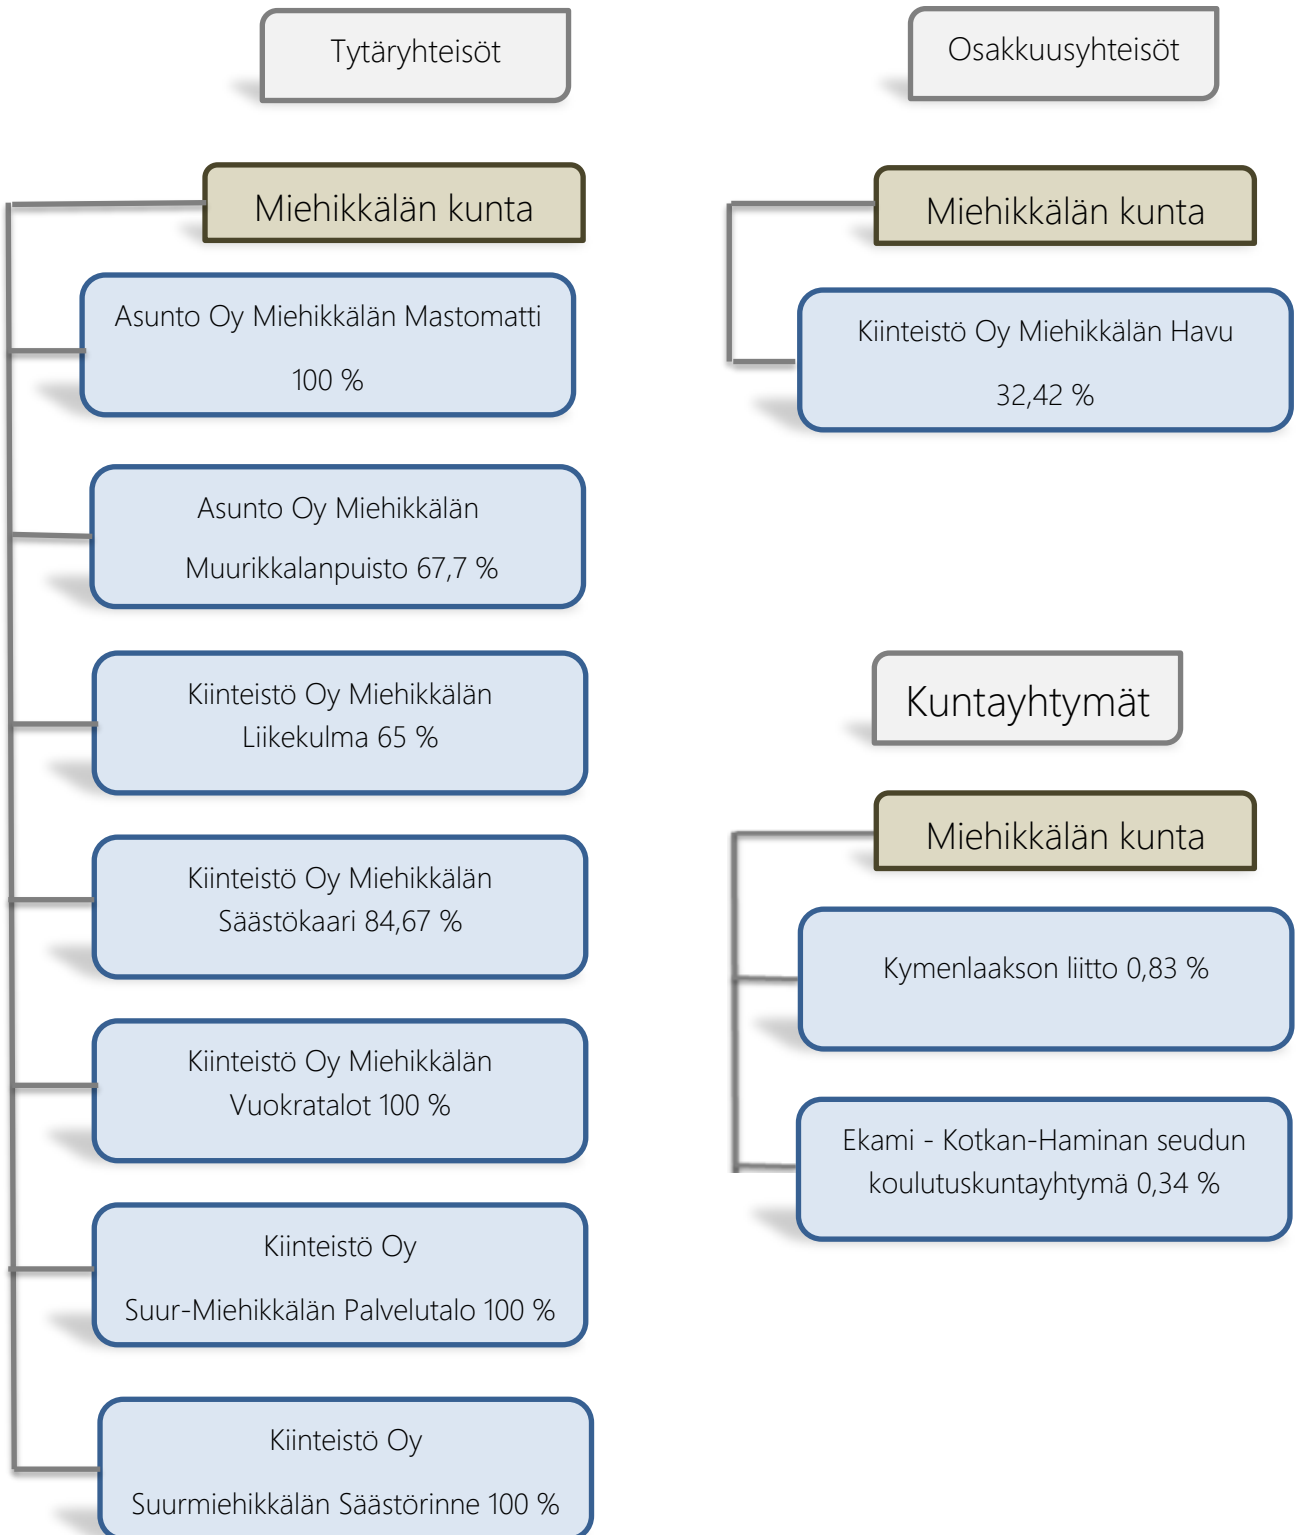 Tytäryhteisöt
Miehikkälän kunta
Asunto Oy Miehikkälän Mastomatti
100 %
Asunto Oy Miehikkälän
Muurikkalanpuisto 67,7 %
Kiinteistö Oy Miehikkälän
Liikekulma 65 %
Kiinteistö Oy Miehikkälän
Säästökaari 84,67 %
Kiinteistö Oy Miehikkälän
Vuokratalot 100 %
Kiinteistö Oy
Suur-Miehikkälän Palvelutalo 100 %
Kiinteistö Oy
Suurmiehikkälän Säästörinne 100 %
Osakkuusyhteisöt
Miehikkälän kunta
Kiinteistö Oy Miehikkälän Havu
32,42 %
Kuntayhtymät
Miehikkälän kunta
Kymenlaakson liitto 0,83 %
Ekami - Kotkan-Haminan seudun
koulutuskuntayhtymä 0,34 %